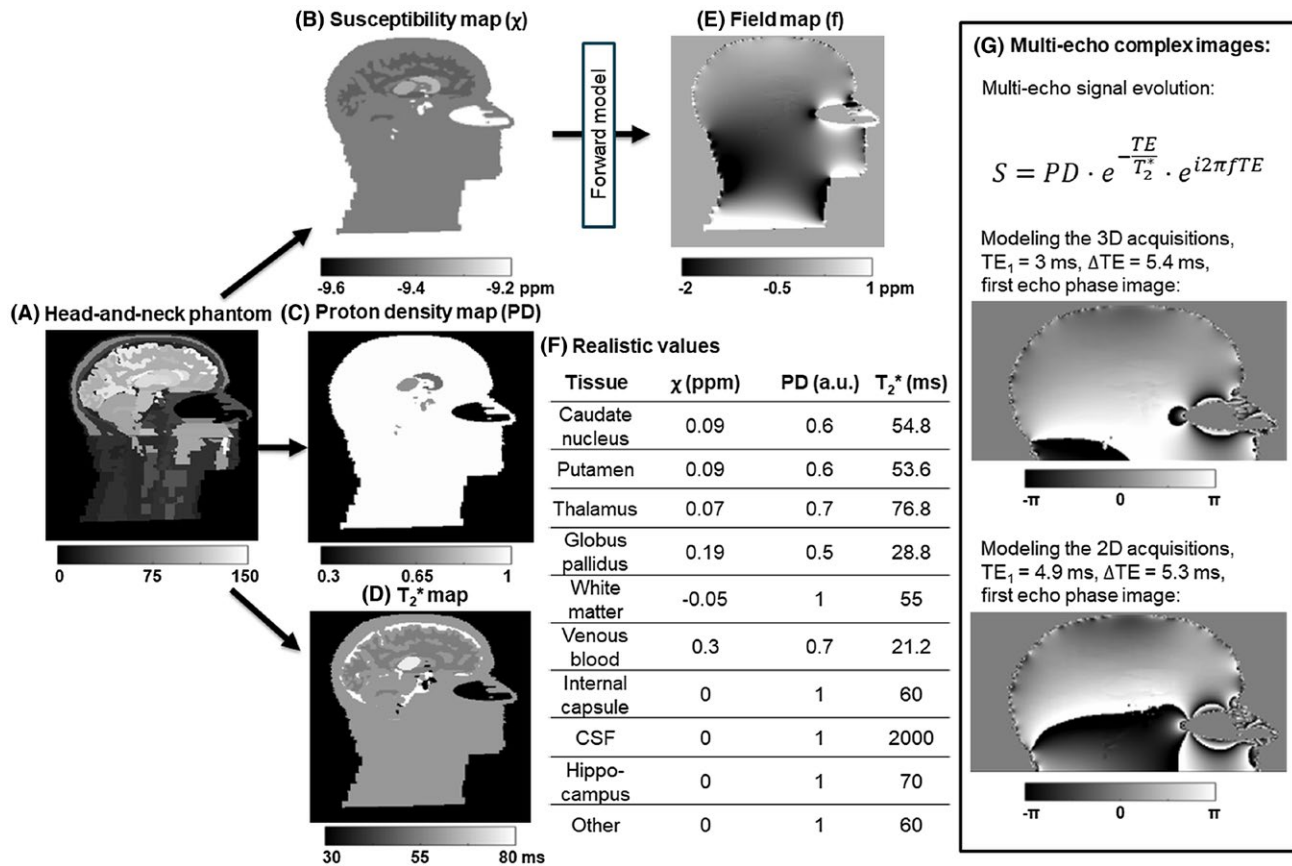 (B) Susceptibility map (χ)
-9.6 -9.4 -9.2 ppm
Forward model
(E) Field map (f)
-2 -0.5 1 ppm
(A) Head-and-neck phantom
0 75 150
(C) Proton density map (PD)
0.3 0.65 1
(D) T₂* map
30 55 80 ms
(F) Realistic values
Tissue χ (ppm) PD (a.u.) T₂* (ms)
Caudate
nucleus 0.09 0.6 54.8
Putamen 0.09 0.6 53.6
Thalamus 0.07 0.7 76.8
Globus
pallidus 0.19 0.5 28.8
White
matter -0.05 1 55
Venous
blood 0.3 0.7 21.2
Internal
capsule 0 1 60
CSF 0 1 2000
Hippo-
campus 0 1 70
Other 0 1 60
(G) Multi-echo complex images:
Multi-echo signal evolution:
S = PD · e^(-TE/T₂*) · e^(i2πfTE)
Modeling the 3D acquisitions,
TE₁ = 3 ms, ΔTE = 5.4 ms,
first echo phase image:
-π 0 π
Modeling the 2D acquisitions,
TE₁ = 4.9 ms, ΔTE = 5.3 ms,
first echo phase image:
-π 0 π